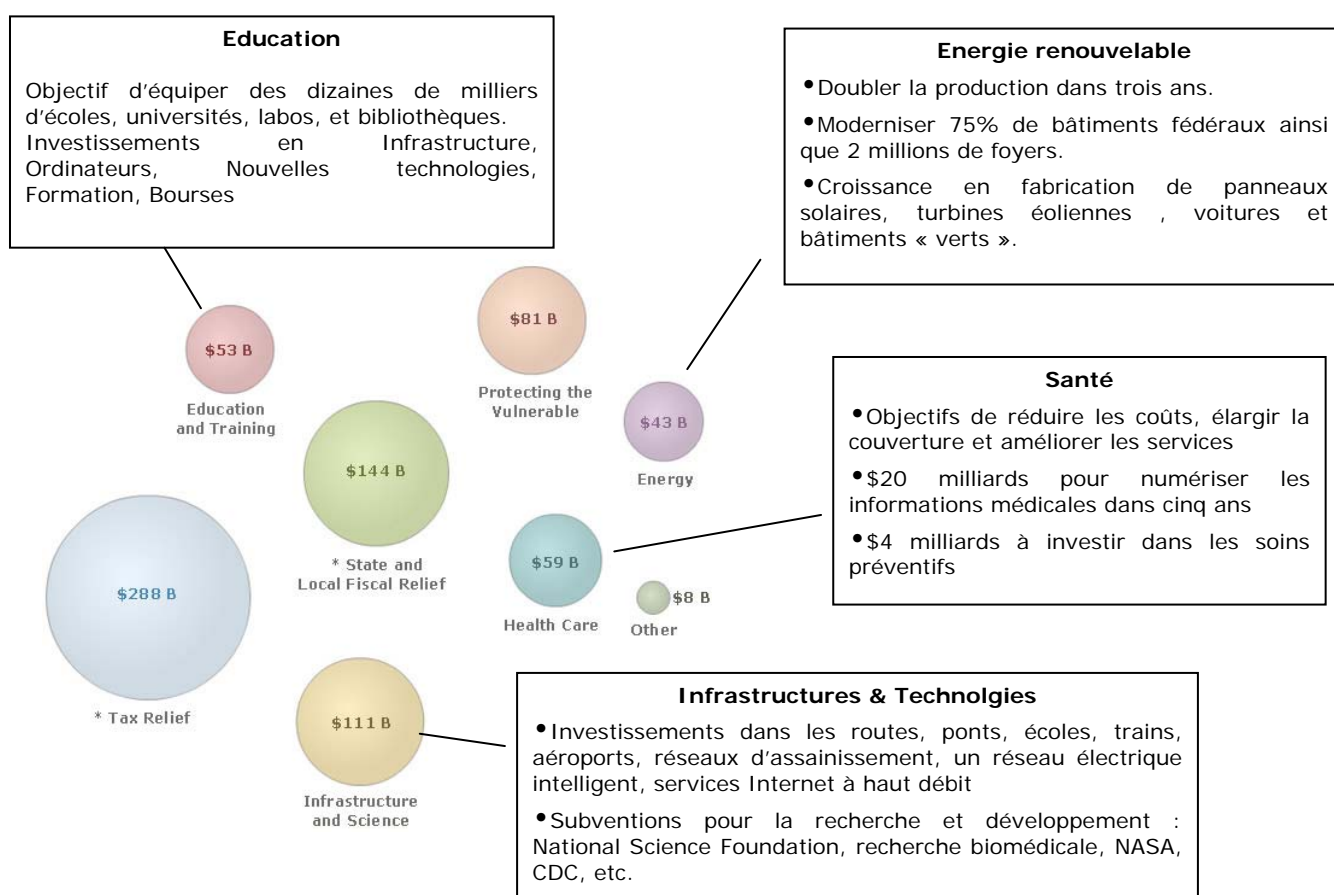 Education
Objectif d'équiper des dizaines de milliers
d'écoles, universités, labos, et bibliothèques.
Investissements en Infrastructure,
Ordinateurs, Nouvelles technologies,
Formation, Bourses
Energie renouvelable
•Doubler la production dans trois ans.
•Moderniser 75% de bâtiments fédéraux ainsi
que 2 millions de foyers.
•Croissance en fabrication de panneaux
solaires, turbines éoliennes , voitures et
bâtiments « verts ».
$53 B
Education
and Training
$81 B
Protecting the
Vulnerable
$43 B
Energy
$144 B
* State and
Local Fiscal Relief
Santé
•Objectifs de réduire les coûts, élargir la
couverture et améliorer les services
•$20 milliards pour numériser les
informations médicales dans cinq ans
•$4 milliards à investir dans les soins
préventifs
$288 B
* Tax Relief
$59 B
Health Care
$8 B
Other
$111 B
Infrastructure
and Science
Infrastructures & Technolgies
•Investissements dans les routes, ponts, écoles, trains,
aéroports, réseaux d'assainissement, un réseau électrique
intelligent, services Internet à haut débit
•Subventions pour la recherche et développement :
National Science Foundation, recherche biomédicale, NASA,
CDC, etc.